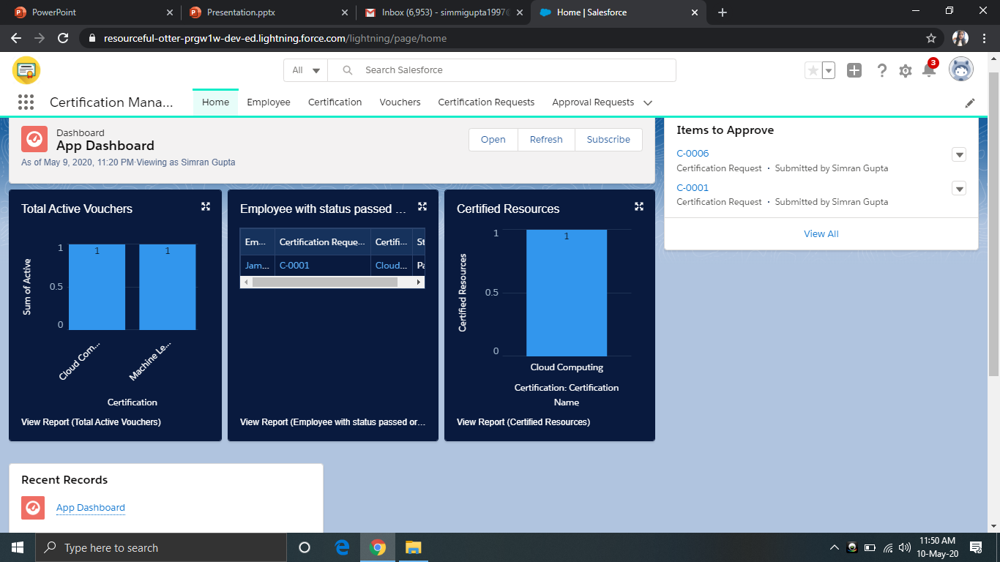 PowerPoint
Presentation.pptx
Inbox (6,953) - simmigupta1997
Home | Salesforce
resourceful-otter-prgw1w-dev-ed.lightning.force.com/lightning/page/home
All
Search Salesforce
3
Certification Mana...
Home
Employee
Certification
Vouchers
Certification Requests
Approval Requests
Dashboard
App Dashboard
As of May 9, 2020, 11:20 PM·Viewing as Simran Gupta
Open
Refresh
Subscribe
Items to Approve
C-0006
Certification Request • Submitted by Simran Gupta
C-0001
Certification Request • Submitted by Simran Gupta
View All
Total Active Vouchers
Sum of Active
1
0.5
0
1
1
Cloud Com...
Machine Le...
Certification
View Report (Total Active Vouchers)
Employee with status passed ...
Em...
Certification Reque...
Certifi...
St
Jam...
C-0001
Cloud...
Pa
View Report (Employee with status passed or...
Certified Resources
Certified Resources
1
0.5
0
1
Cloud Computing
Certification: Certification
Name
View Report (Certified Resources)
Recent Records
App Dashboard
Type here to search
11:50 AM
10-May-20